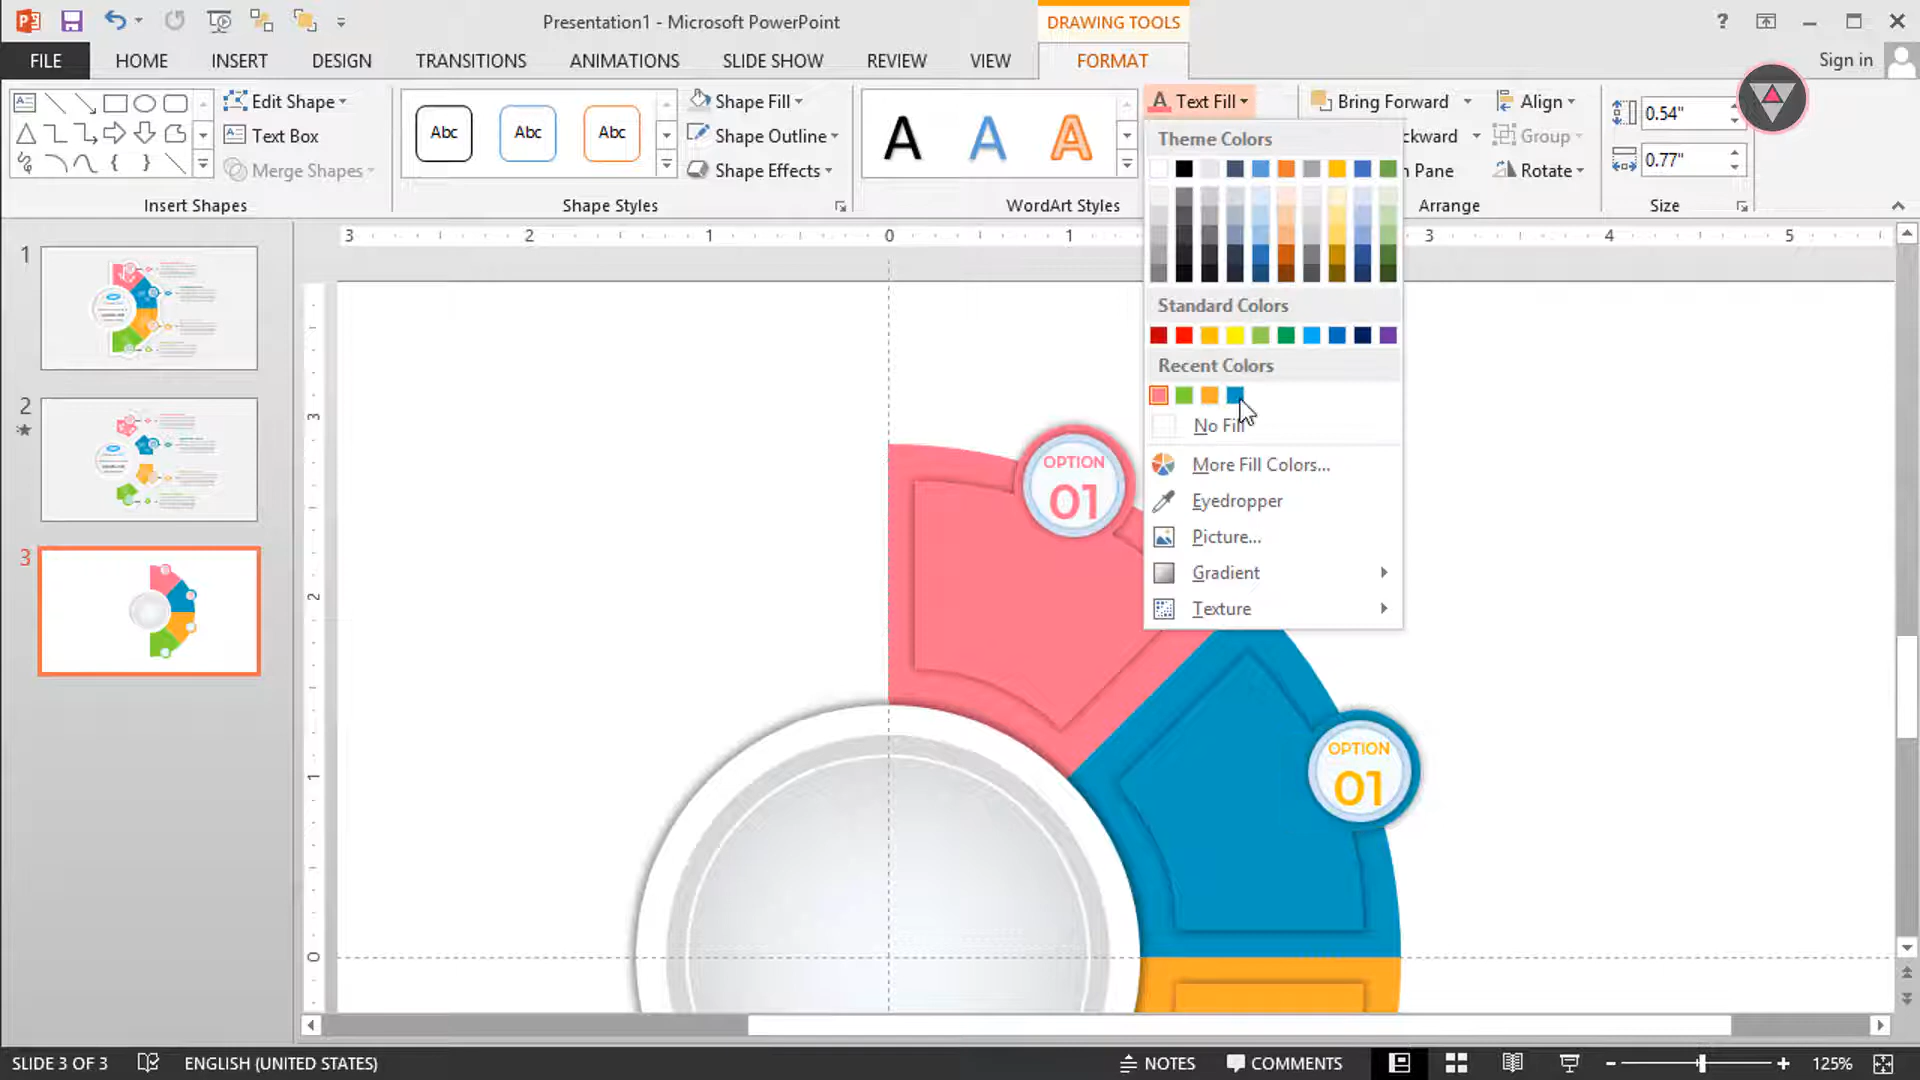 Presentation1 - Microsoft PowerPoint
DRAWING TOOLS
?
FILE
HOME
INSERT
DESIGN
TRANSITIONS
ANIMATIONS
SLIDE SHOW
REVIEW
VIEW
FORMAT
Sign in
Edit Shape
Text Box
Merge Shapes
Insert Shapes
Abc
Abc
Abc
Shape Fill
Shape Outline
Shape Effects
Shape Styles
A
A
A
WordArt Styles
Text Fill
Bring Forward
ckward
n Pane
Align
Group
Rotate
Arrange
0.54"
0.77"
Size
Theme Colors
Standard Colors
Recent Colors
No Fill
More Fill Colors...
Eyedropper
Picture...
Gradient
Texture
3 2 1 0 1 3 4 5
3
2
1
0
1
2
3
OPTION
01
OPTION
01
SLIDE 3 OF 3
ENGLISH (UNITED STATES)
NOTES
COMMENTS
125%